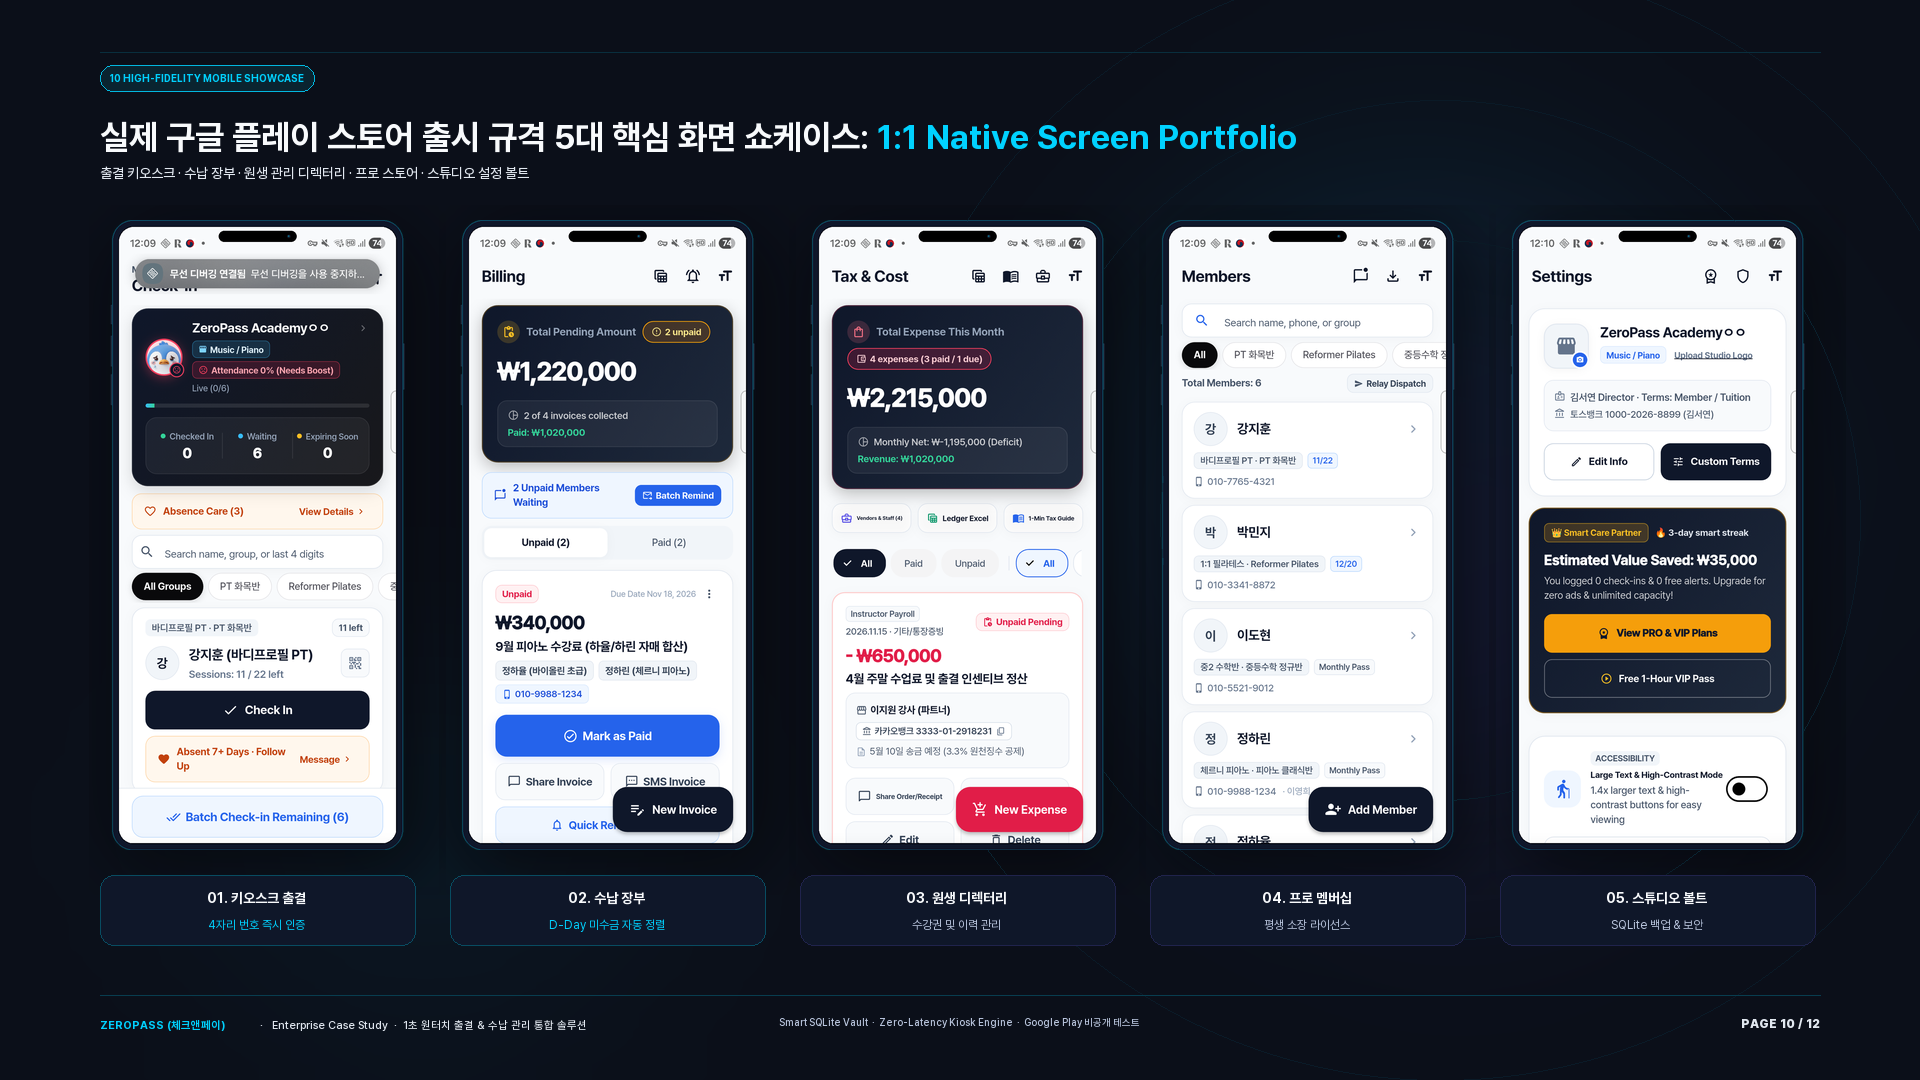 10 HIGH-FIDELITY MOBILE SHOWCASE
실제 구글 플레이 스토어 출시 규격 5대 핵심 화면 쇼케이스: 1:1 Native Screen Portfolio
출결 키오스크 · 수납 장부 · 원생 관리 디렉터리 · 프로 스토어 · 스튜디오 설정 볼트
12:09
74
무선 디버깅 연결됨 무선 디버깅을 사용 중지하...
Check-in
ZeroPass Academyㅇㅇ
Music / Piano
Attendance 0% (Needs Boost)
Live (0/6)
Checked In
Waiting
Expiring Soon
0
6
0
Absence Care (3)
View Details
Search name, group, or last 4 digits
All Groups
PT 화목반
Reformer Pilates
바디프로필 PT · PT 화목반
11 left
강
강지훈 (바디프로필 PT)
Sessions: 11 / 22 left
Check In
Absent 7+ Days · Follow Up
Message
Batch Check-in Remaining (6)
12:09
74
Billing
Total Pending Amount
2 unpaid
₩1,220,000
2 of 4 invoices collected
Paid: ₩1,020,000
2 Unpaid Members Waiting
Batch Remind
Unpaid (2)
Paid (2)
Unpaid
Due Date Nov 18, 2026
₩340,000
9월 피아노 수강료 (하율/하린 자매 합산)
정하율 (바이올린 초급)
정하린 (체르니 피아노)
010-9988-1234
Mark as Paid
Share Invoice
SMS Invoice
Quick Re
New Invoice
12:09
74
Tax & Cost
Total Expense This Month
4 expenses (3 paid / 1 due)
₩2,215,000
Monthly Net: ₩-1,195,000 (Deficit)
Revenue: ₩1,020,000
Vendors & Staff (4)
Ledger Excel
1-Min Tax Guide
All
Paid
Unpaid
All
Instructor Payroll
2026.11.15 · 기타/통장증빙
Unpaid Pending
- ₩650,000
4월 주말 수업료 및 출결 인센티브 정산
이지원 강사 (파트너)
카카오뱅크 3333-01-2918231
5월 10일 송금 예정 (3.3% 원천징수 공제)
Share Order/Receipt
New Expense
Edit
Delete
12:09
74
Members
Search name, phone, or group
All
PT 화목반
Reformer Pilates
중등수학 정
Total Members: 6
Relay Dispatch
강
강지훈
바디프로필 PT · PT 화목반
11/22
010-7765-4321
박
박민지
1:1 필라테스 · Reformer Pilates
12/20
010-3341-8872
이
이도현
중2 수학반 · 중등수학 정규반
Monthly Pass
010-5521-9012
정
정하린
체르니 피아노 · 피아노 클래식반
Monthly Pass
010-9988-1234 · 이영희
정
정하율
Add Member
12:10
74
Settings
ZeroPass Academyㅇㅇ
Music / Piano
Upload Studio Logo
김서연 Director · Terms: Member / Tuition
토스뱅크 1000-2026-8899 (김서연)
Edit Info
Custom Terms
Smart Care Partner
3-day smart streak
Estimated Value Saved: ₩35,000
You logged 0 check-ins & 0 free alerts. Upgrade for
zero ads & unlimited capacity!
View PRO & VIP Plans
Free 1-Hour VIP Pass
ACCESSIBILITY
Large Text & High-Contrast Mode
1.4x larger text & high-
contrast buttons for easy
viewing
01. 키오스크 출결
4자리 번호 즉시 인증
02. 수납 장부
D-Day 미수금 자동 정렬
03. 원생 디렉터리
수강권 및 이력 관리
04. 프로 멤버십
평생 소장 라이선스
05. 스튜디오 볼트
SQLite 백업 & 보안
ZEROPASS (체크앤페이) · Enterprise Case Study · 1초 원터치 출결 & 수납 관리 통합 솔루션
Smart SQLite Vault · Zero-Latency Kiosk Engine · Google Play 비공개 테스트
PAGE 10 / 12